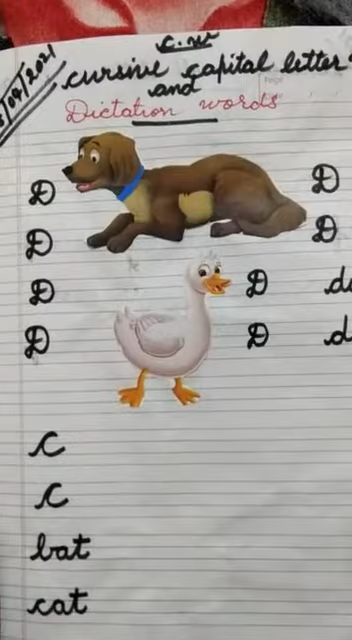 c.w
cursive capital letter
and
Dictation words
D D
D D
D D
D D
C
C
bat
cat